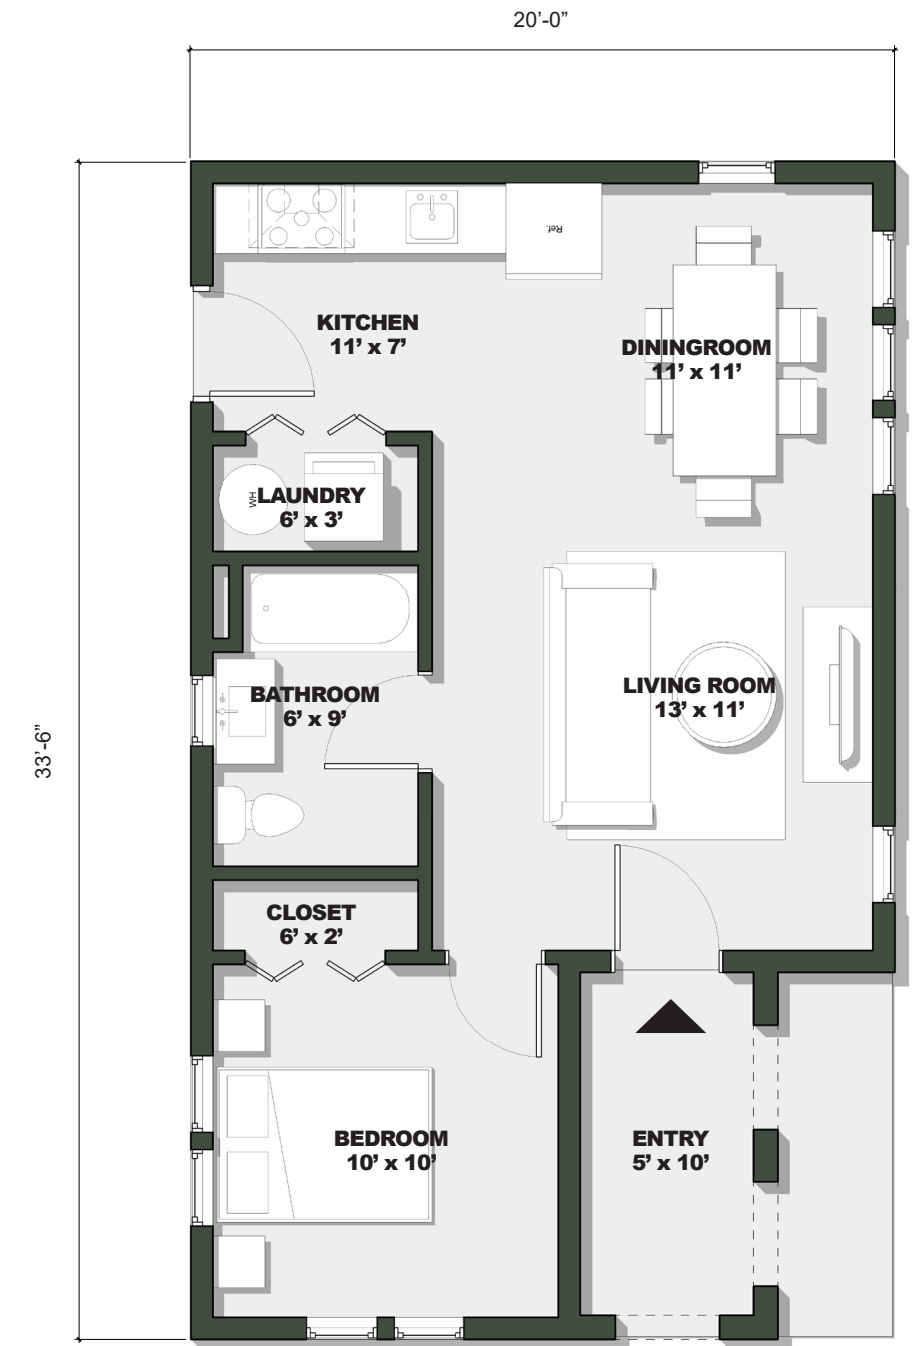 20’-0”
Ref.
KITCHEN
11’ x 7’
DININGROOM
11’ x 11’
WH
LAUNDRY
6’ x 3’
LIVING ROOM
13’ x 11’
BATHROOM
6’ x 9’
33’-6”
CLOSET
6’ x 2’
BEDROOM
10’ x 10’
ENTRY
5’ x 10’